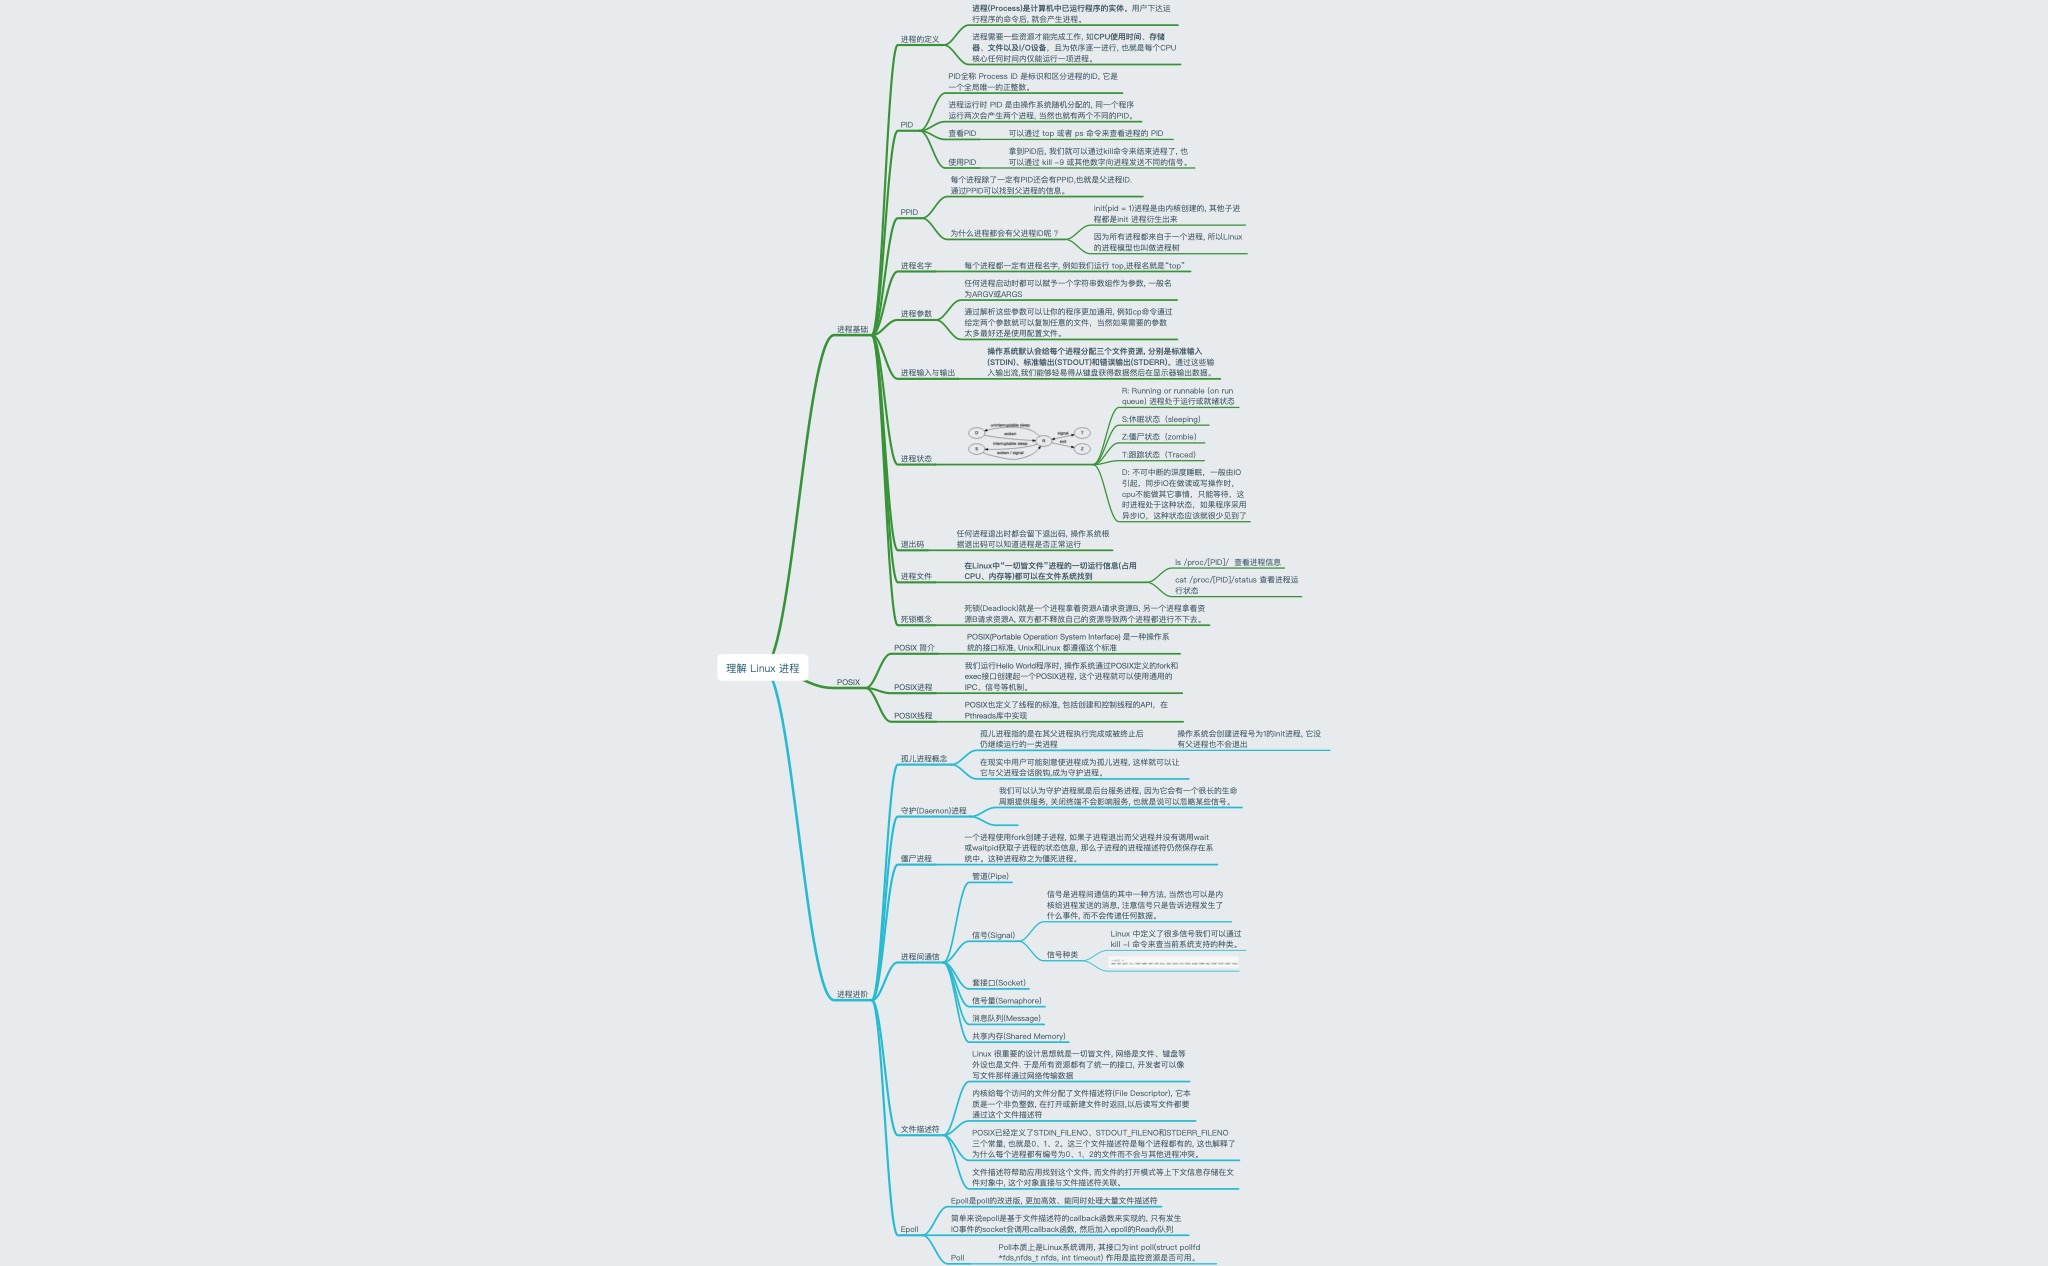 理解 Linux 进程
进程基础
进程的定义
进程(Process)是计算机中已运行程序的实体。用户下达运
行程序的命令后, 就会产生进程。
进程需要一些资源才能完成工作, 如CPU使用时间、存储
器、文件以及I/O设备，且为依序逐一进行, 也就是每个CPU
核心任何时间内仅能运行一项进程。
PID
PID全称 Process ID 是标识和区分进程的ID, 它是
一个全局唯一的正整数。
进程运行时 PID 是由操作系统随机分配的, 同一个程序
运行两次会产生两个进程, 当然也就有两个不同的PID。
查看PID
可以通过 top 或者 ps 命令来查看进程的 PID
使用PID
拿到PID后, 我们就可以通过kill命令来结束进程了, 也
可以通过 kill -9 或其他数字向进程发送不同的信号。
PPID
每个进程除了一定有PID还会有PPID,也就是父进程ID.
通过PPID可以找到父进程的信息。
为什么进程都会有父进程ID呢 ?
init(pid = 1)进程是由内核创建的, 其他子进
程都是init 进程衍生出来
因为所有进程都来自于一个进程, 所以Linux
的进程模型也叫做进程树
进程名字
每个进程都一定有进程名字, 例如我们运行 top,进程名就是“top”
进程参数
任何进程启动时都可以赋予一个字符串数组作为参数, 一般名
为ARGV或ARGS
通过解析这些参数可以让你的程序更加通用, 例如cp命令通过
给定两个参数就可以复制任意的文件，当然如果需要的参数
太多最好还是使用配置文件。
进程输入与输出
操作系统默认会给每个进程分配三个文件资源, 分别是标准输入
(STDIN)、标准输出(STDOUT)和错误输出(STDERR)。通过这些输
入输出流,我们能够轻易得从键盘获得数据然后在显示器输出数据。
进程状态
uninterruptable sleep
D
woken
R
signal
T
interruptable sleep
S
exit
Z
woken / signal
R: Running or runnable (on run
queue) 进程处于运行或就绪状态
S:休眠状态（sleeping）
Z:僵尸状态（zombie）
T:跟踪状态（Traced）
D: 不可中断的深度睡眠，一般由IO
引起，同步IO在做读或写操作时，
cpu不能做其它事情，只能等待，这
时进程处于这种状态，如果程序采用
异步IO，这种状态应该就很少见到了
退出码
任何进程退出时都会留下退出码, 操作系统根
据退出码可以知道进程是否正常运行
进程文件
在Linux中“一切皆文件”进程的一切运行信息(占用
CPU、内存等)都可以在文件系统找到
ls /proc/[PID]/ 查看进程信息
cat /proc/[PID]/status 查看进程运
行状态
死锁概念
死锁(Deadlock)就是一个进程拿着资源A请求资源B, 另一个进程拿着资
源B请求资源A, 双方都不释放自己的资源导致两个进程都进行不下去。
POSIX
POSIX 简介
POSIX(Portable Operation System Interface) 是一种操作系
统的接口标准, Unix和Linux 都遵循这个标准
POSIX进程
我们运行Hello World程序时, 操作系统通过POSIX定义的fork和
exec接口创建起一个POSIX进程, 这个进程就可以使用通用的
IPC、信号等机制。
POSIX线程
POSIX也定义了线程的标准, 包括创建和控制线程的API，在
Pthreads库中实现
进程进阶
孤儿进程概念
孤儿进程指的是在其父进程执行完成或被终止后
仍继续运行的一类进程
操作系统会创建进程号为1的init进程, 它没
有父进程也不会退出
在现实中用户可能刻意使进程成为孤儿进程, 这样就可以让
它与父进程会话脱钩,成为守护进程。
守护(Daemon)进程
我们可以认为守护进程就是后台服务进程, 因为它会有一个很长的生命
周期提供服务, 关闭终端不会影响服务, 也就是说可以忽略某些信号。
僵尸进程
一个进程使用fork创建子进程, 如果子进程退出而父进程并没有调用wait
或waitpid获取子进程的状态信息, 那么子进程的进程描述符仍然保存在系
统中。这种进程称之为僵死进程。
进程间通信
管道(Pipe)
信号(Signal)
信号是进程间通信的其中一种方法, 当然也可以是内
核给进程发送的消息, 注意信号只是告诉进程发生了
什么事件, 而不会传递任何数据。
信号种类
Linux 中定义了很多信号我们可以通过
kill -l 命令来查当前系统支持的种类。
套接口(Socket)
信号量(Semaphore)
消息队列(Message)
共享内存(Shared Memory)
文件描述符
Linux 很重要的设计思想就是一切皆文件, 网络是文件、键盘等
外设也是文件. 于是所有资源都有了统一的接口, 开发者可以像
写文件那样通过网络传输数据
内核给每个访问的文件分配了文件描述符(File Descriptor), 它本
质是一个非负整数, 在打开或新建文件时返回,以后读写文件都要
通过这个文件描述符
POSIX已经定义了STDIN_FILENO、STDOUT_FILENO和STDERR_FILENO
三个常量, 也就是0、1、2。这三个文件描述符是每个进程都有的, 这也解释了
为什么每个进程都有编号为0、1、2的文件而不会与其他进程冲突。
文件描述符帮助应用找到这个文件, 而文件的打开模式等上下文信息存储在文
件对象中, 这个对象直接与文件描述符关联。
Epoll
Epoll是poll的改进版, 更加高效、能同时处理大量文件描述符
简单来说epoll是基于文件描述符的callback函数来实现的, 只有发生
IO事件的socket会调用callback函数, 然后加入epoll的Ready队列
Poll
Poll本质上是Linux系统调用, 其接口为int poll(struct pollfd
*fds,nfds_t nfds, int timeout) 作用是监控资源是否可用。